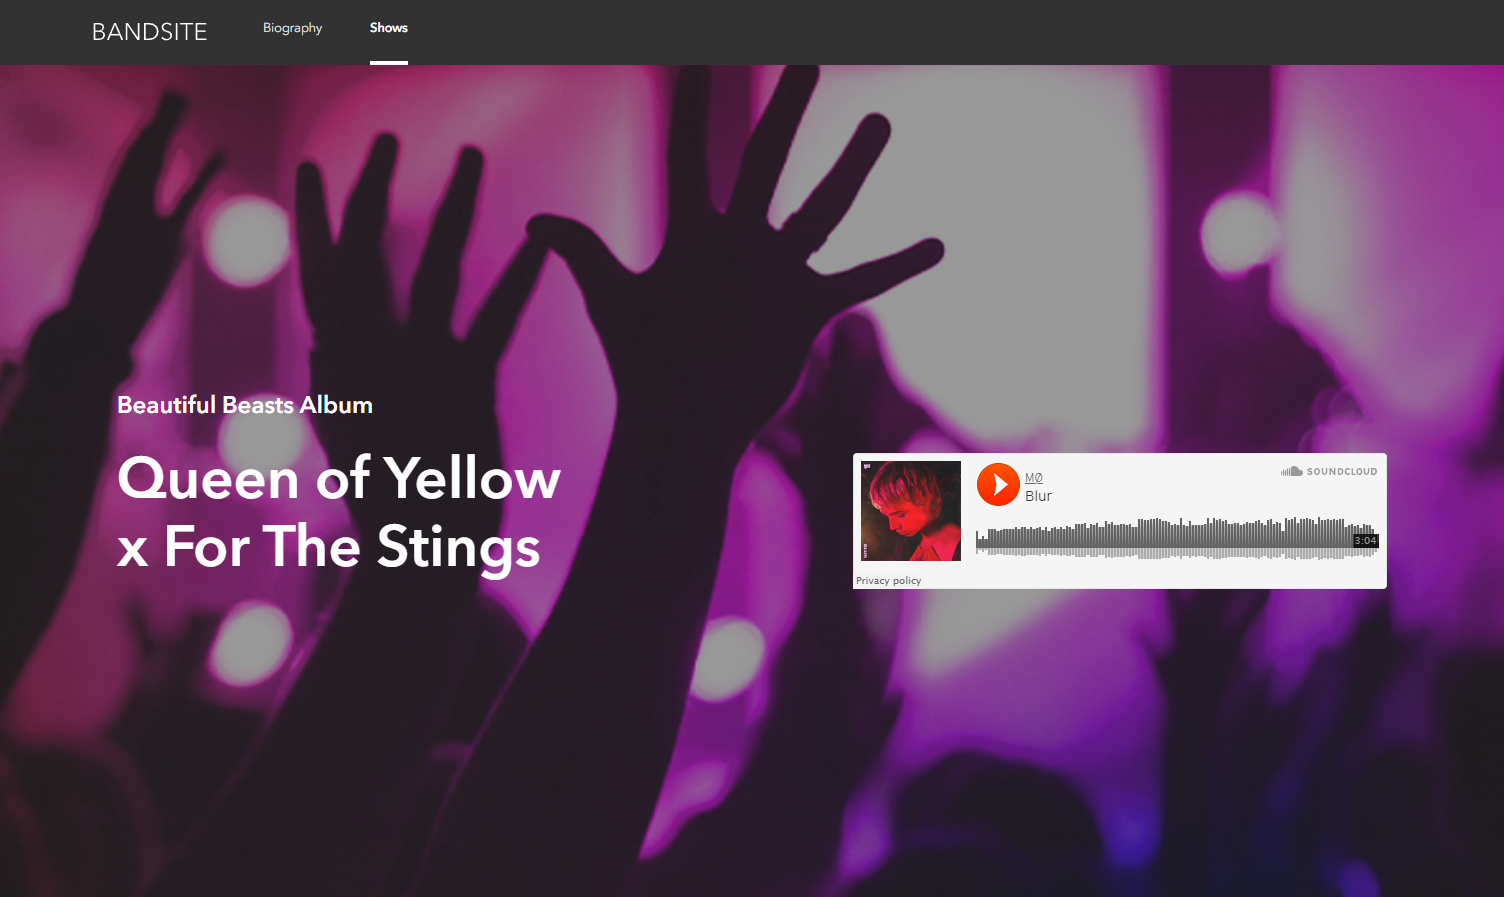 BANDSITE
Biography
Shows
Beautiful Beasts Album
Queen of Yellow
x For The Stings
MØ
Blur
SOUNDCLOUD
3:04
Privacy policy